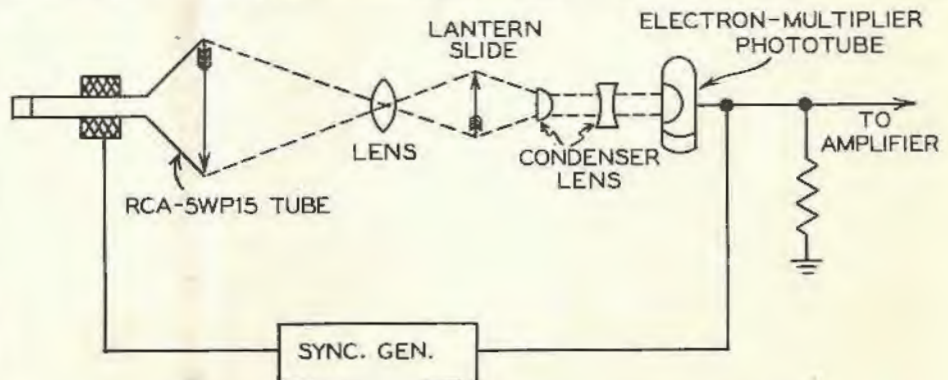 ELECTRON-MULTIPLIER
PHOTOTUBE
LANTERN
SLIDE
LENS
CONDENSER
LENS
TO
AMPLIFIER
RCA-5WP15 TUBE
SYNC. GEN.